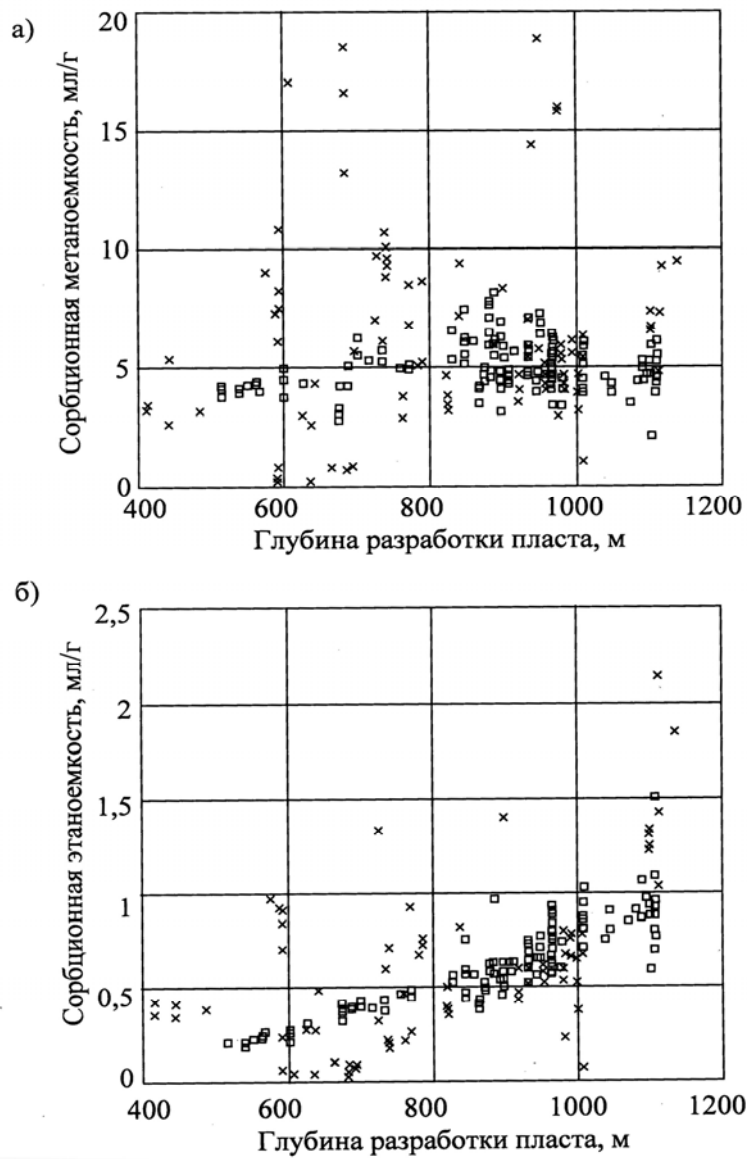 а)
Сорбционная метаноемкость, мл/г
20
15
10
5
0
400 600 800 1000 1200
Глубина разработки пласта, м
б)
Сорбционная этаноемкость, мл/г
2,5
2
1,5
1
0,5
0
400 600 800 1000 1200
Глубина разработки пласта, м